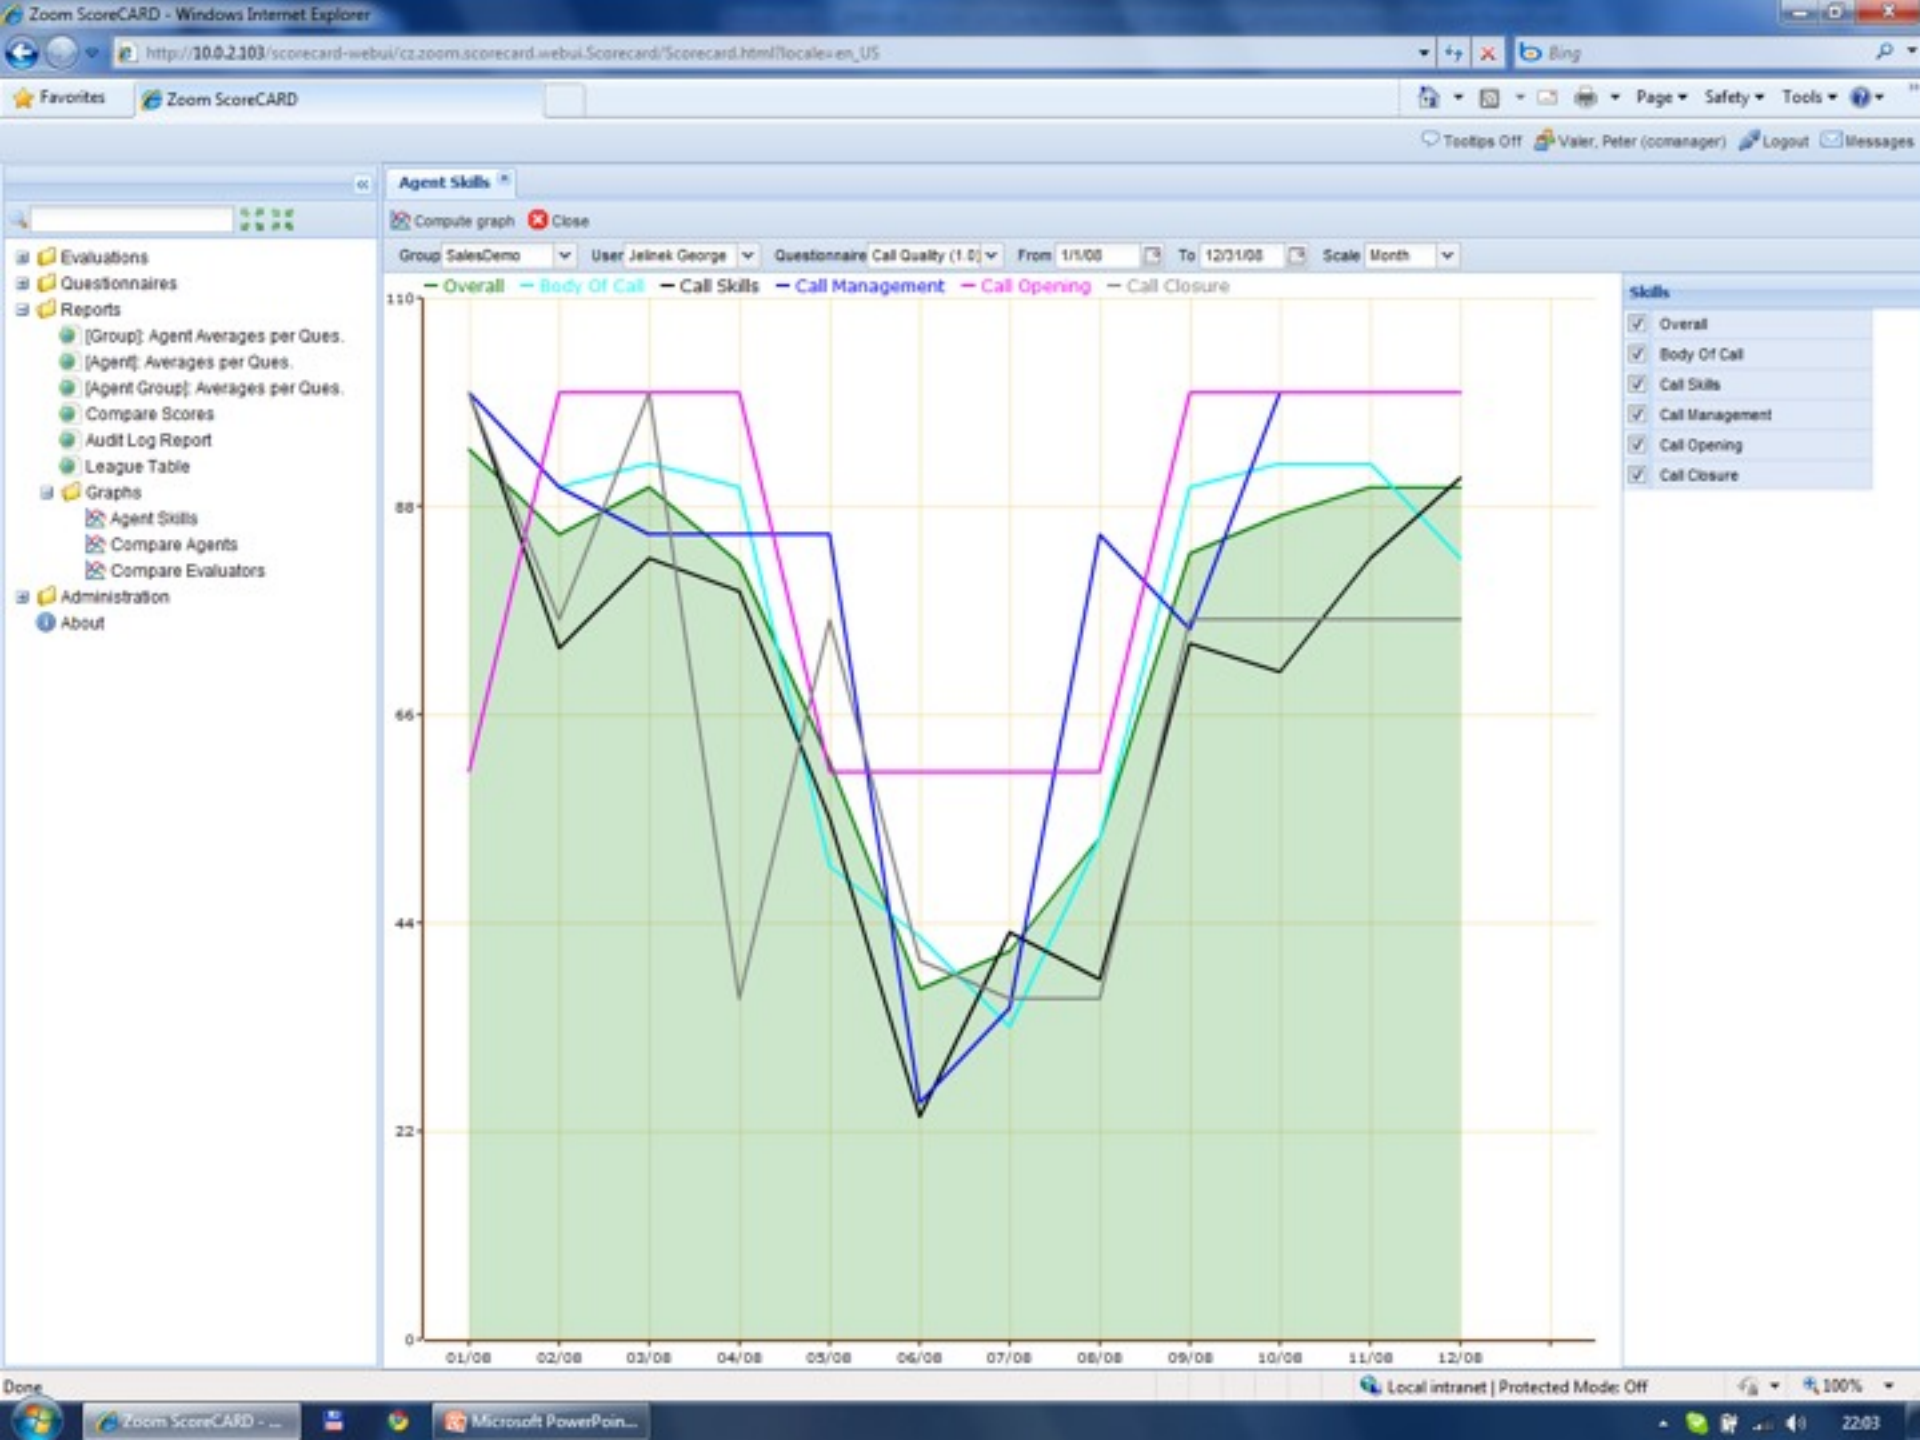 Zoom ScoreCARD - Windows Internet Explorer
http://10.0.2.103/scorecard-webui/cz.zoom.scorecard.webui.Scorecard/Scorecard.html?locale=en_US
Bing
Favorites
Zoom ScoreCARD
Page
Safety
Tools
Tooltips Off
Valer, Peter (ccmanager)
Logout
Messages
Agent Skills
Compute graph
Close
Group SalesDemo
User Jelinek George
Questionnaire Call Quality (1.0)
From 1/1/08
To 12/31/08
Scale Month
Evaluations
Questionnaires
Reports
[Group]: Agent Averages per Ques.
[Agent]: Averages per Ques.
[Agent Group]: Averages per Ques.
Compare Scores
Audit Log Report
League Table
Graphs
Agent Skills
Compare Agents
Compare Evaluators
Administration
About
Overall
Body Of Call
Call Skills
Call Management
Call Opening
Call Closure
110
88
66
44
22
0
01/08
02/08
03/08
04/08
05/08
06/08
07/08
08/08
09/08
10/08
11/08
12/08
Skills
Overall
Body Of Call
Call Skills
Call Management
Call Opening
Call Closure
Done
Local intranet | Protected Mode: Off
100%
Zoom ScoreCARD - ...
Microsoft PowerPoin...
22:03